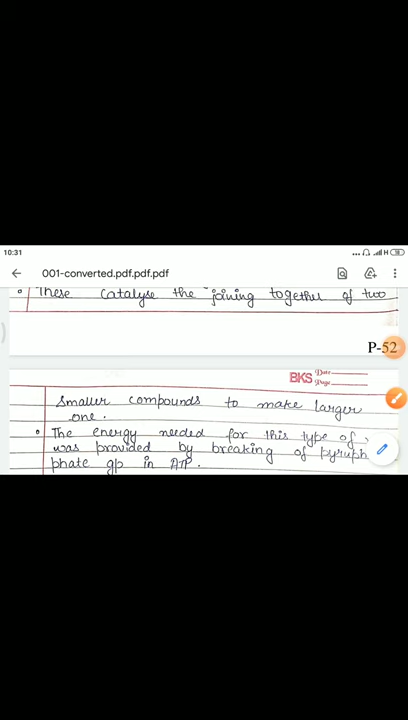 10:31
001-converted.pdf.pdf.pdf
These catalyse the joining together of two
P-52
BKS Date
Page
smaller compounds to make larger
one.
The energy needed for this type of
was provided by breaking of pyroph
phate gp in ATP.